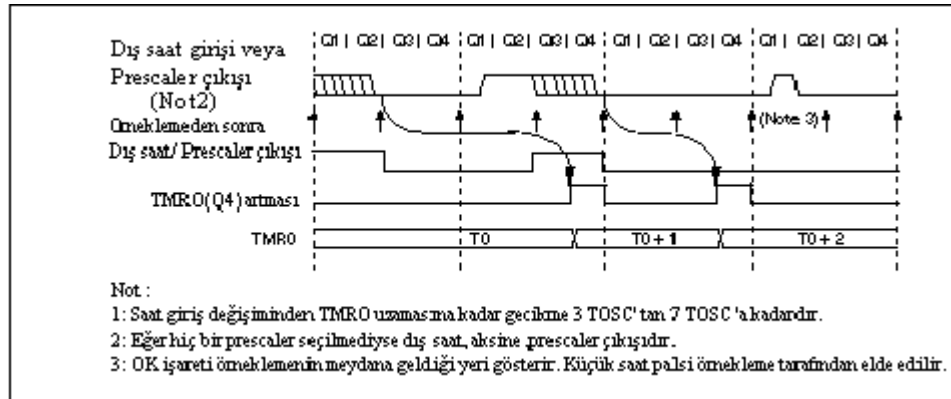 Dış saat girişi veya
Q1| Q2| Q3| Q4 Q1| Q2| Q3| Q4 Q1| Q2| Q3| Q4 Q1| Q2| Q3| Q4
Prescaler çıkışı
(Not2)
(Note 3)
Örneklemeden sonra
Dış saat/ Prescaler çıkışı
TMRO(Q4) artması
TMR0 T0 T0 + 1 T0 + 2
Not :
1: Saat giriş değişiminden TMRO uzamasına kadar gecikme 3 TOSC' tan 7 TOSC 'a kadardır.
2: Eğer hiç bir prescaler seçilmediyse dış saat, aksine ,prescaler çıkışıdır.
3: OK işareti örneklemenin meydana geldiği yeri gösterir. Küçük saat palsi örnekleme tarafından elde edilir.